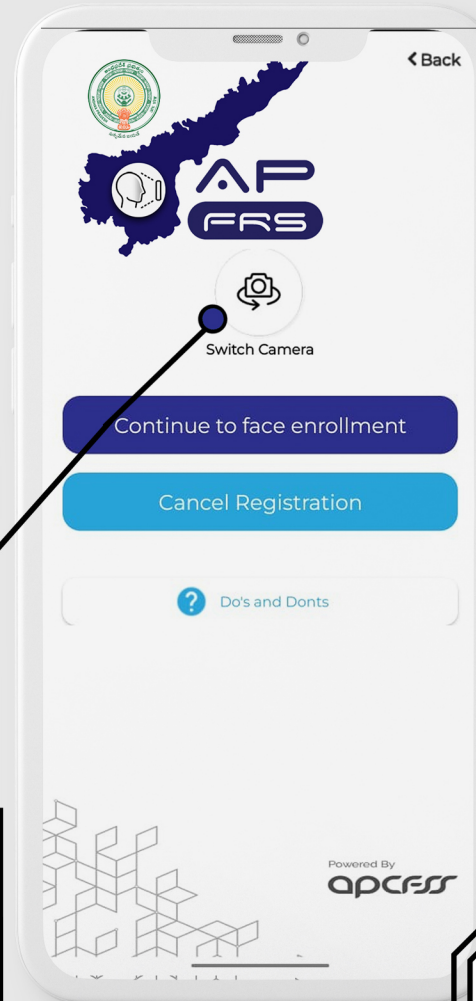 < Back
AP
FRS
Switch Camera
Continue to face enrollment
Cancel Registration
? Do's and Donts
Powered By
apcfss